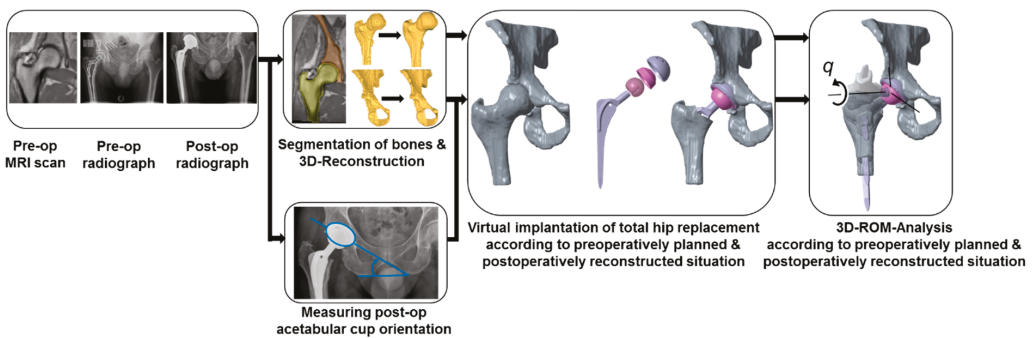 Pre-op
MRI scan
Pre-op
radiograph
Post-op
radiograph
Segmentation of bones &
3D-Reconstruction
Measuring post-op
acetabular cup orientation
Virtual implantation of total hip replacement
according to preoperatively planned &
postoperatively reconstructed situation
q
3D-ROM-Analysis
according to preoperatively planned &
postoperatively reconstructed situation